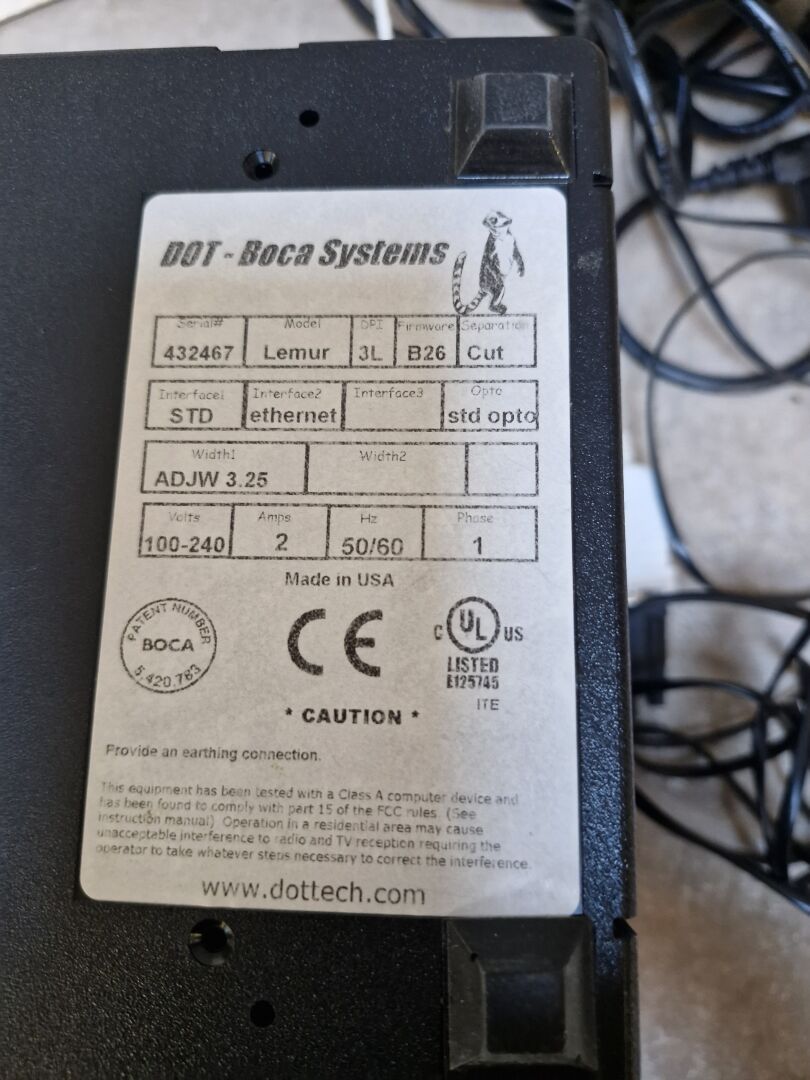 DOT - Boca Systems
Serial# Model DPI Firmware Separation
432467 Lemur 3L B26 Cut
Interface1 Interface2 Interface3 Opto
STD ethernet std opto
Width1 Width2
ADJW 3.25
Volts Amps Hz Phase
100-240 2 50/60 1
Made in USA
PATENT NUMBER
BOCA
5,420,783
CE
C UL US
LISTED
E125745
ITE
* CAUTION *
Provide an earthing connection.
This equipment has been tested with a Class A computer device and
has been found to comply with part 15 of the FCC rules. (See
instruction manual) Operation in a residential area may cause
unacceptable interference to radio and TV reception requiring the
operator to take whatever steps necessary to correct the interference.
www.dottech.com